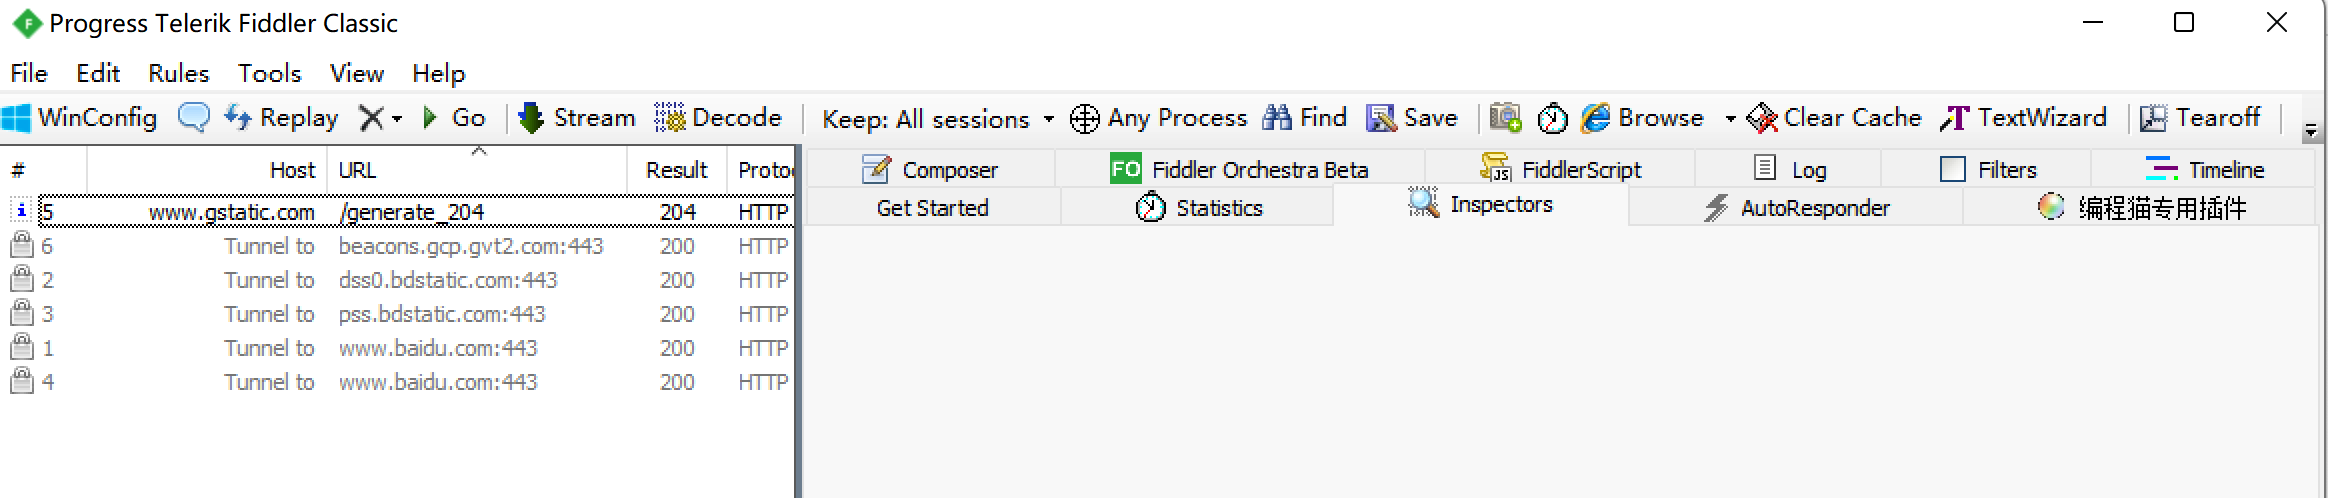 Progress Telerik Fiddler Classic
File Edit Rules Tools View Help
WinConfig Replay Go Stream Decode Keep: All sessions Any Process Find Save Browse Clear Cache TextWizard Tearoff
# Host URL Result Protoc
Composer FO Fiddler Orchestra Beta FiddlerScript Log Filters Timeline
Get Started Statistics Inspectors AutoResponder 编程猫专用插件
5 www.gstatic.com /generate_204 204 HTTP
6 Tunnel to beacons.gcp.gvt2.com:443 200 HTTP
2 Tunnel to dss0.bdstatic.com:443 200 HTTP
3 Tunnel to pss.bdstatic.com:443 200 HTTP
1 Tunnel to www.baidu.com:443 200 HTTP
4 Tunnel to www.baidu.com:443 200 HTTP